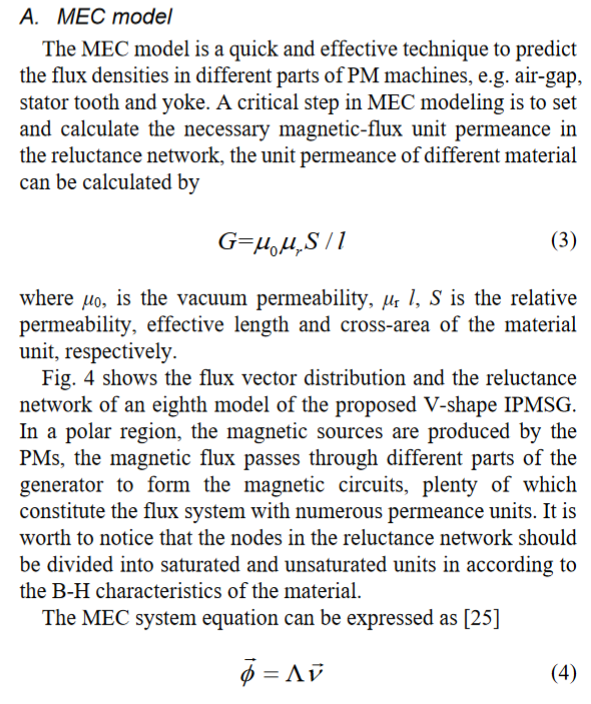 A. MEC model
The MEC model is a quick and effective technique to predict
the flux densities in different parts of PM machines, e.g. air-gap,
stator tooth and yoke. A critical step in MEC modeling is to set
and calculate the necessary magnetic-flux unit permeance in
the reluctance network, the unit permeance of different material
can be calculated by
G=μ₀μᵣS / l (3)
where μ₀, is the vacuum permeability, μᵣ l, S is the relative
permeability, effective length and cross-area of the material
unit, respectively.
Fig. 4 shows the flux vector distribution and the reluctance
network of an eighth model of the proposed V-shape IPMSG.
In a polar region, the magnetic sources are produced by the
PMs, the magnetic flux passes through different parts of the
generator to form the magnetic circuits, plenty of which
constitute the flux system with numerous permeance units. It is
worth to notice that the nodes in the reluctance network should
be divided into saturated and unsaturated units in according to
the B-H characteristics of the material.
The MEC system equation can be expressed as [25]
ϕ⃗ = Λν⃗ (4)